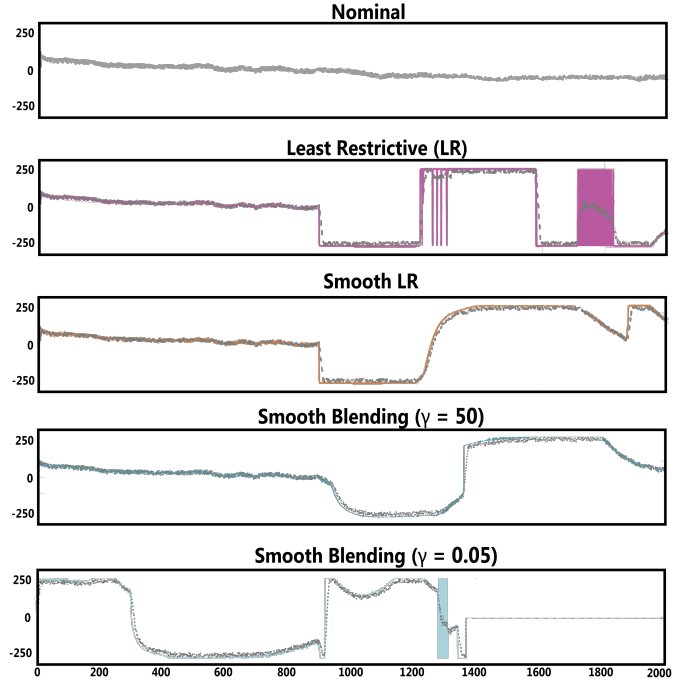 Nominal
250
0
-250
Least Restrictive (LR)
250
0
-250
Smooth LR
250
0
-250
Smooth Blending (γ = 50)
250
0
-250
Smooth Blending (γ = 0.05)
250
0
-250
0 200 400 600 800 1000 1200 1400 1600 1800 2000